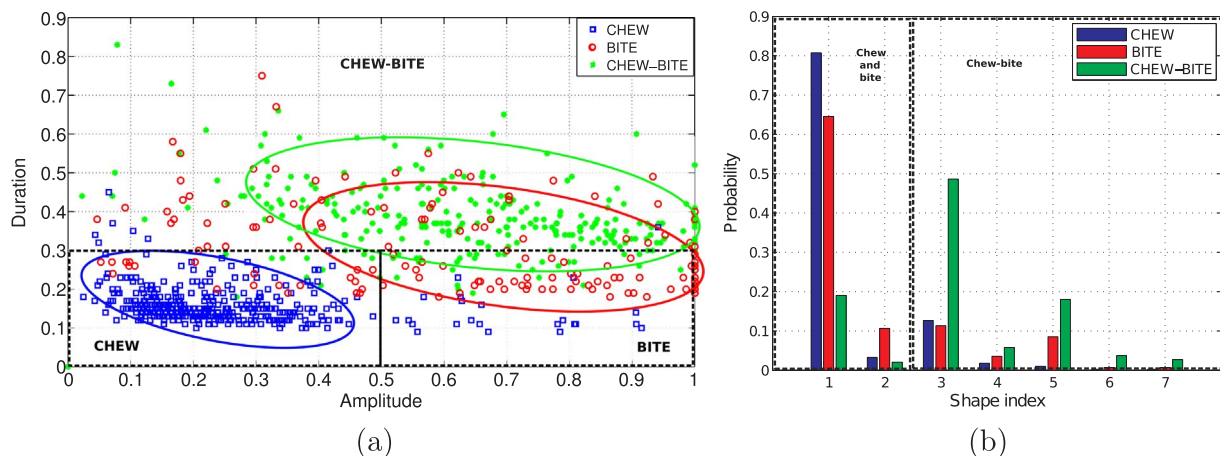 0.9
0.8
0.7
0.6
0.5
0.4
0.3
0.2
0.1
0
Duration
CHEW-BITE
CHEW
BITE
CHEW–BITE
CHEW
BITE
0 0.1 0.2 0.3 0.4 0.5 0.6 0.7 0.8 0.9 1
Amplitude
(a)
0.9
0.8
0.7
0.6
0.5
0.4
0.3
0.2
0.1
0
Probability
Chew
and
bite
Chew-bite
CHEW
BITE
CHEW–BITE
1 2 3 4 5 6 7
Shape index
(b)